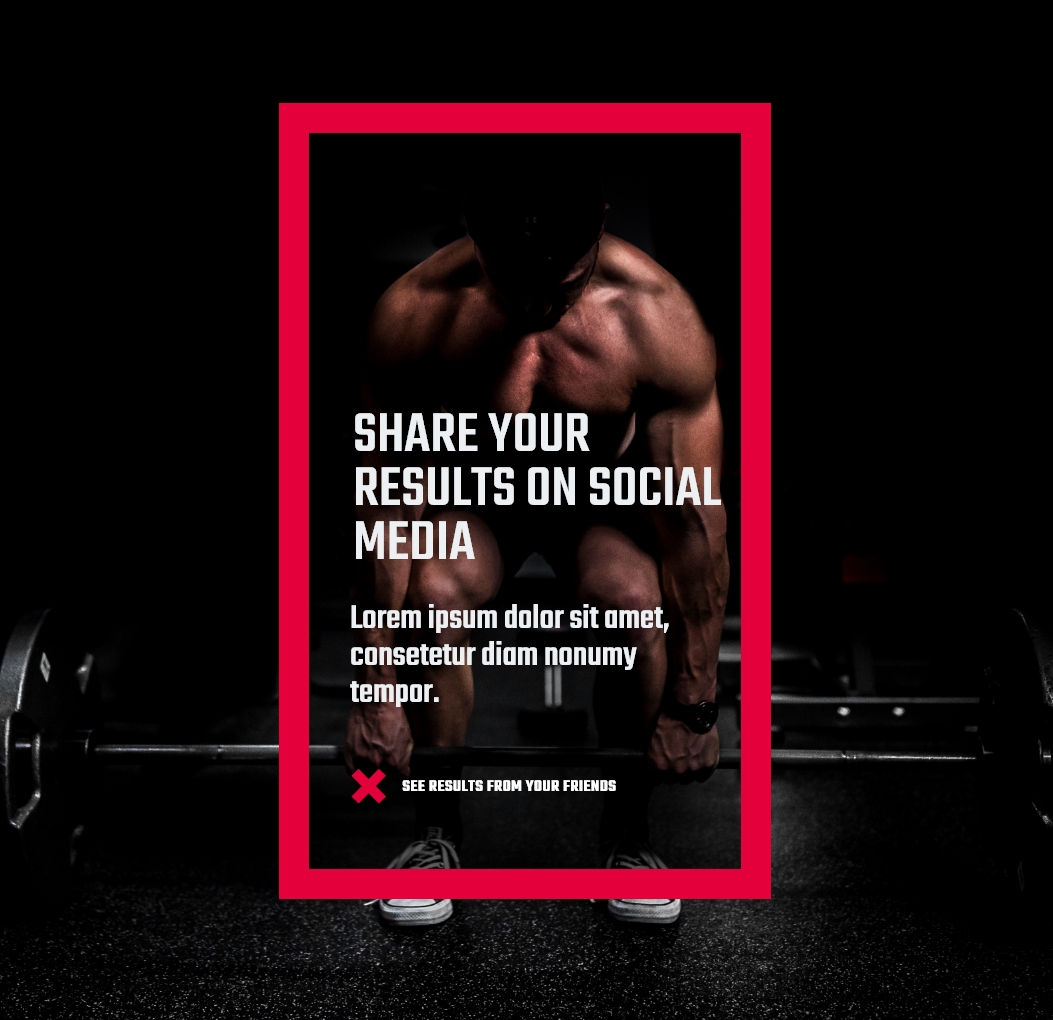 SHARE YOUR
RESULTS ON SOCIAL
MEDIA
Lorem ipsum dolor sit amet,
consetetur diam nonumy
tempor.
SEE RESULTS FROM YOUR FRIENDS